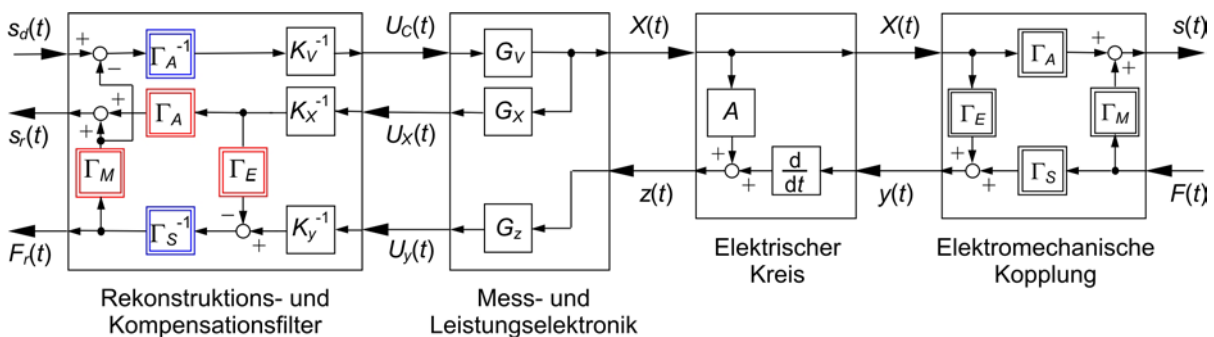 s_d(t) + − Γ_A^{-1} K_V^{-1} U_C(t) G_V X(t) X(t) Γ_A + + s(t)
s_r(t) + + Γ_A K_X^{-1} U_X(t) G_X A Γ_E Γ_M
Γ_M Γ_E + + d/dt z(t) y(t) + + Γ_S F(t)
F_r(t) Γ_S^{-1} − + K_y^{-1} U_y(t) G_z
Elektrischer
Kreis
Elektromechanische
Kopplung
Rekonstruktions- und
Kompensationsfilter
Mess- und
Leistungselektronik